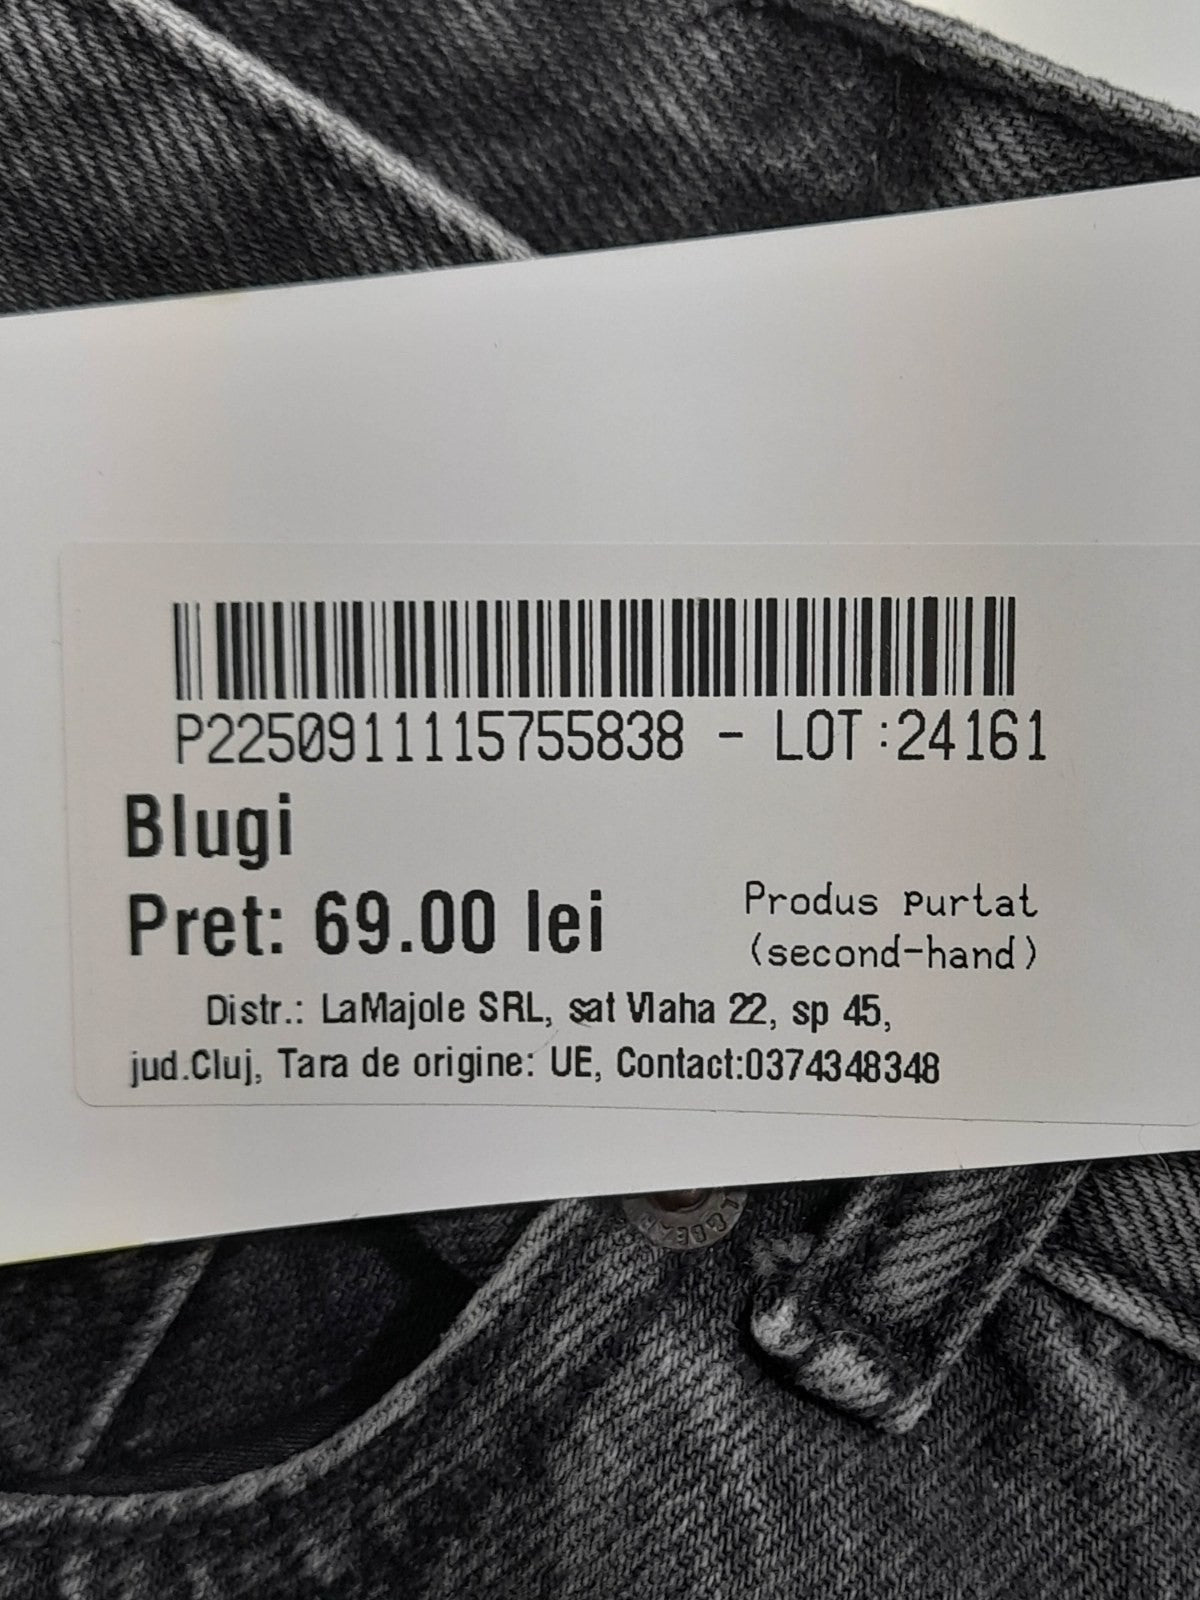 P2250911115755838 - LOT:24161
Blugi
Pret: 69.00 lei
Produs purtat
(second-hand)
Distr.: LaMajole SRL, sat Vlaha 22, sp 45,
jud.Cluj, Tara de origine: UE, Contact:0374348348